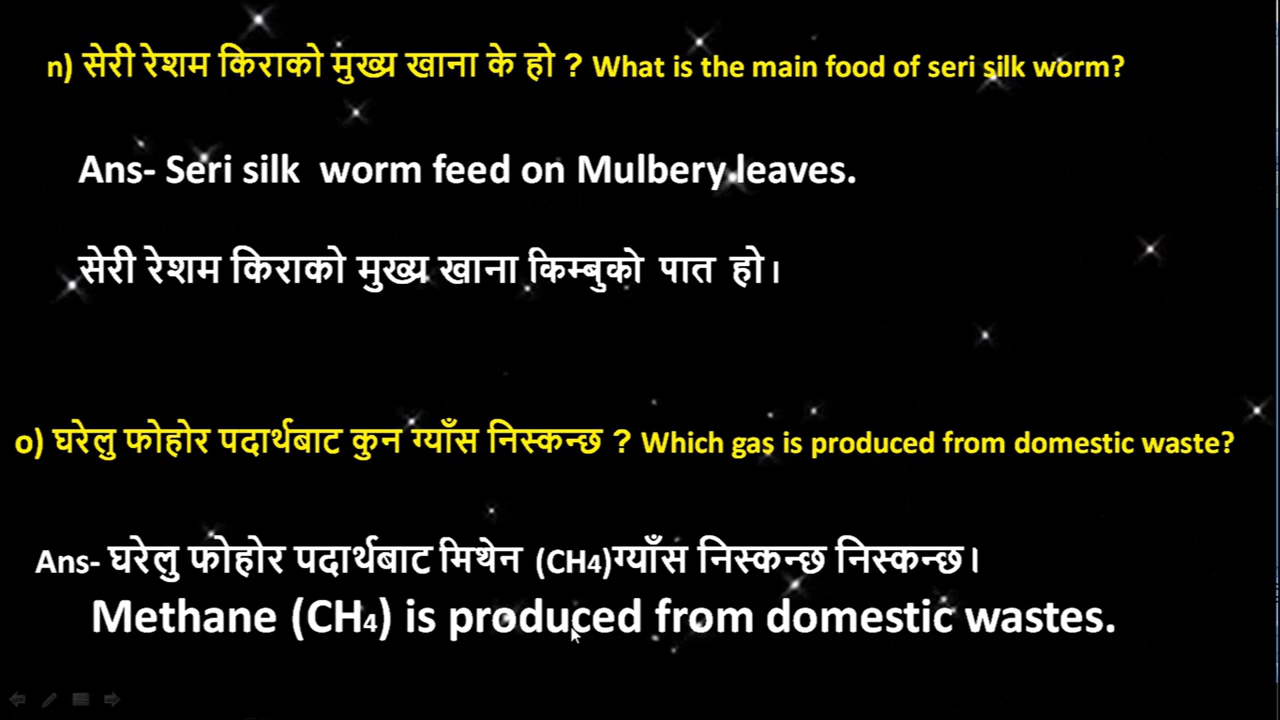 n) सेरी रेशम किराको मुख्य खाना के हो ? What is the main food of seri silk worm?
Ans- Seri silk  worm feed on Mulbery leaves.
सेरी रेशम किराको मुख्य खाना किम्बुको पात हो।
o) घरेलु फोहोर पदार्थबाट कुन ग्याँस निस्कन्छ ? Which gas is produced from domestic waste?
Ans- घरेलु फोहोर पदार्थबाट मिथेन (CH4)ग्याँस निस्कन्छ निस्कन्छ।
Methane (CH4) is produced from domestic wastes.